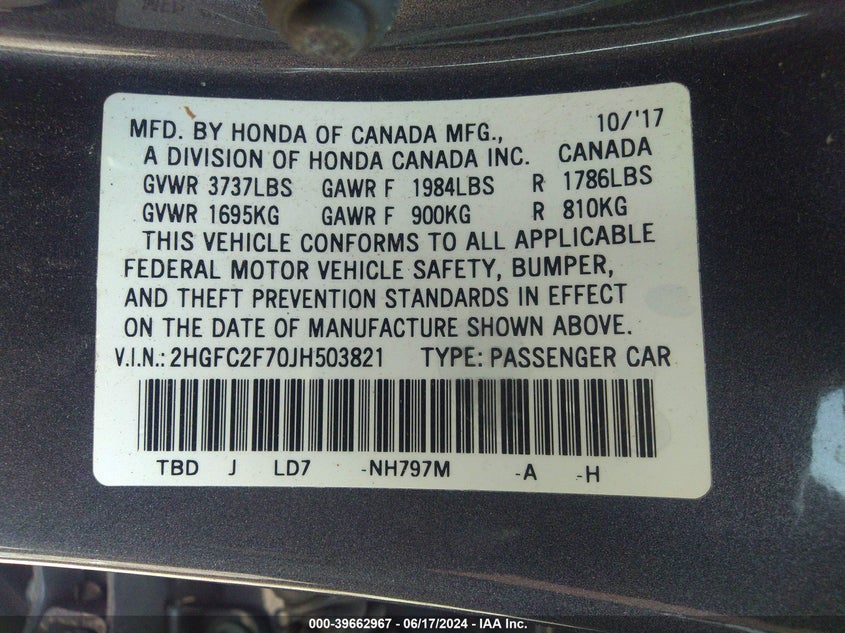 MFD. BY HONDA OF CANADA MFG., 10/'17
A DIVISION OF HONDA CANADA INC. CANADA
GVWR 3737LBS GAWR F 1984LBS R 1786LBS
GVWR 1695KG GAWR F 900KG R 810KG
THIS VEHICLE CONFORMS TO ALL APPLICABLE
FEDERAL MOTOR VEHICLE SAFETY, BUMPER,
AND THEFT PREVENTION STANDARDS IN EFFECT
ON THE DATE OF MANUFACTURE SHOWN ABOVE.
V.I.N.: 2HGFC2F70JH503821 TYPE: PASSENGER CAR
TBD J LD7 -NH797M -A -H
000-39662967 - 06/17/2024 - IAA Inc.